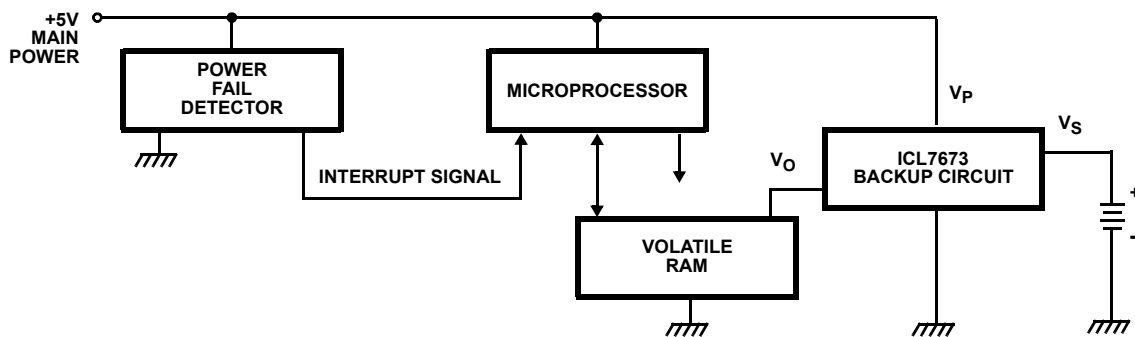 +5V
MAIN
POWER
POWER
FAIL
DETECTOR
MICROPROCESSOR
VP
VS
ICL7673
BACKUP CIRCUIT
VO
INTERRUPT SIGNAL
VOLATILE
RAM
+
-